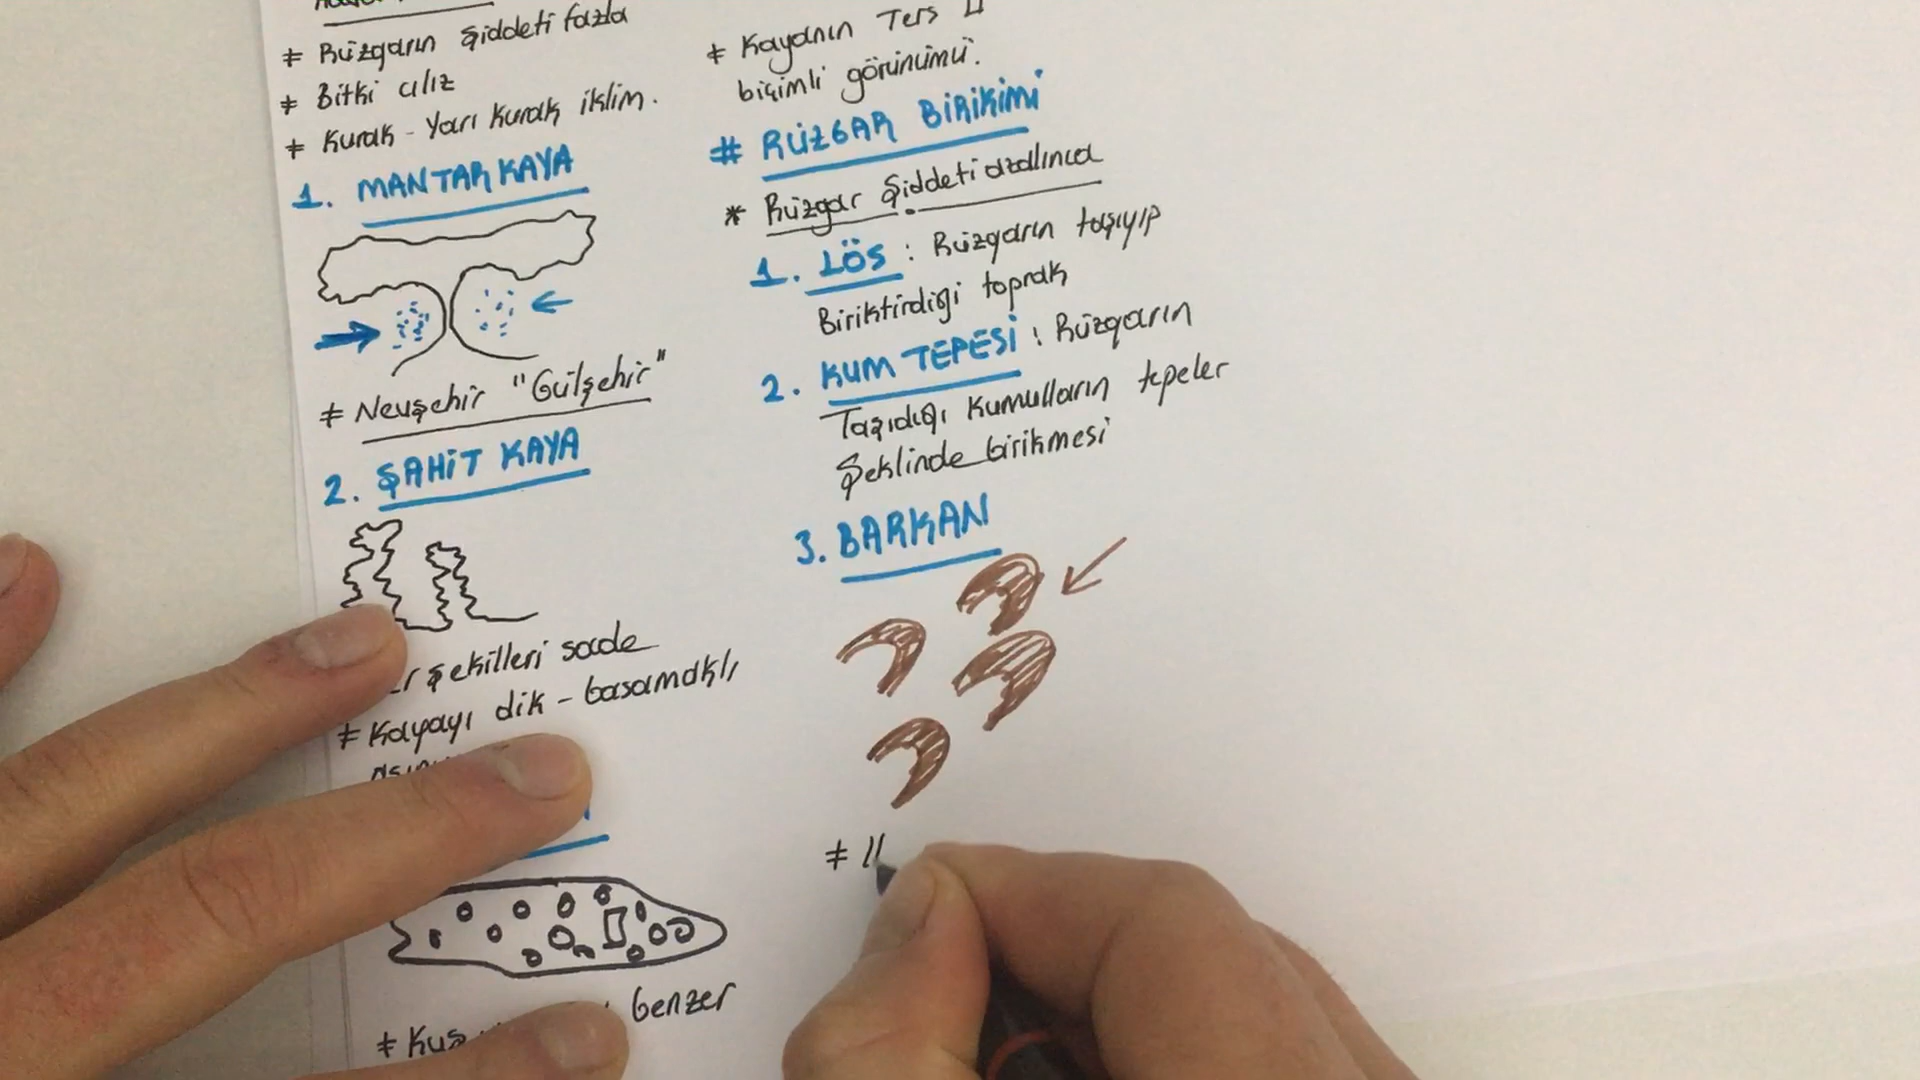 ≠ Rüzgarın şiddeti fazla
≠ Bitki cılız
≠ Kurak - Yarı kurak iklim.
1. MANTAR KAYA
≠ Nevşehir "Gülşehir"
2. ŞAHİT KAYA
şekilleri sade
≠ Kayayı dik - basamaklı
≠ Kuş benzer
≠ Kayanın Ters U
biçimli görünümü.
# RÜZGAR BİRİKİMİ
* Rüzgar şiddeti azalınca
1. LÖS : Rüzgarın taşıyıp
Biriktirdiği toprak
2. KUM TEPESİ : Rüzgarın
Taşıdığı kumulların tepeler
Şeklinde birikmesi
3. BARKAN